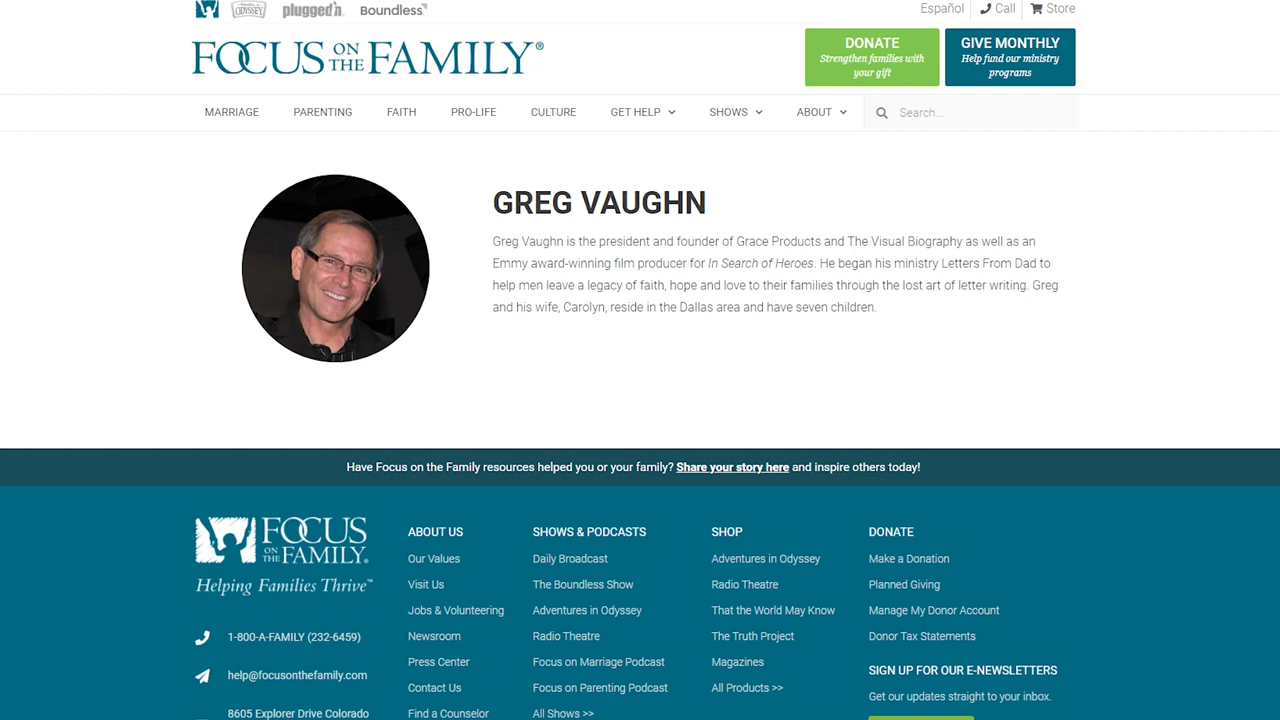 ODYSSEY
plugged in
Boundless
Español
Call
Store
FOCUS ON THE FAMILY®
DONATE
Strengthen families with
your gift
GIVE MONTHLY
Help fund our ministry
programs
MARRIAGE
PARENTING
FAITH
PRO-LIFE
CULTURE
GET HELP
SHOWS
ABOUT
Search...
GREG VAUGHN
Greg Vaughn is the president and founder of Grace Products and The Visual Biography as well as an
Emmy award-winning film producer for In Search of Heroes. He began his ministry Letters From Dad to
help men leave a legacy of faith, hope and love to their families through the lost art of letter writing. Greg
and his wife, Carolyn, reside in the Dallas area and have seven children.
Have Focus on the Family resources helped you or your family? Share your story here and inspire others today!
FOCUS
ON THE FAMILY®
Helping Families Thrive™
1-800-A-FAMILY (232-6459)
help@focusonthefamily.com
8605 Explorer Drive Colorado
ABOUT US
Our Values
Visit Us
Jobs & Volunteering
Newsroom
Press Center
Contact Us
Find a Counselor
SHOWS & PODCASTS
Daily Broadcast
The Boundless Show
Adventures in Odyssey
Radio Theatre
Focus on Marriage Podcast
Focus on Parenting Podcast
All Shows >>
SHOP
Adventures in Odyssey
Radio Theatre
That the World May Know
The Truth Project
Magazines
All Products >>
DONATE
Make a Donation
Planned Giving
Manage My Donor Account
Donor Tax Statements
SIGN UP FOR OUR E-NEWSLETTERS
Get our updates straight to your inbox.